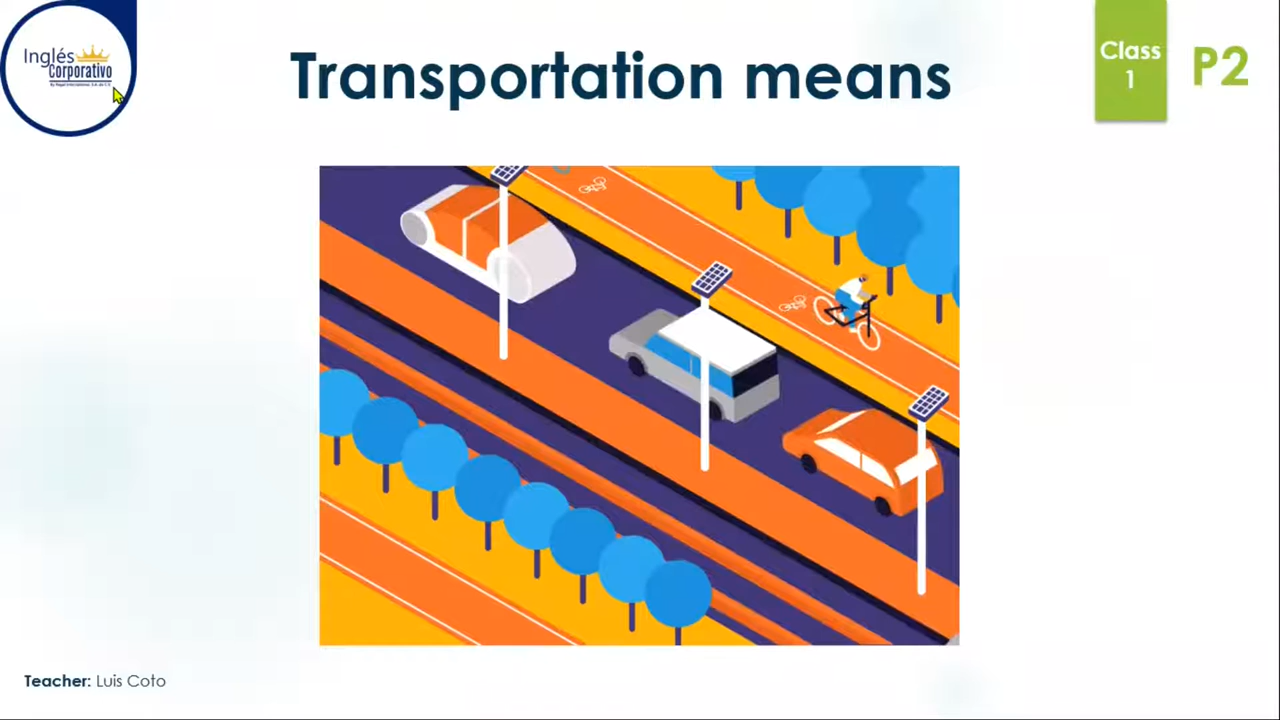 Inglés
Corporativo
Transportation means
Class
1
P2
Teacher: Luis Coto